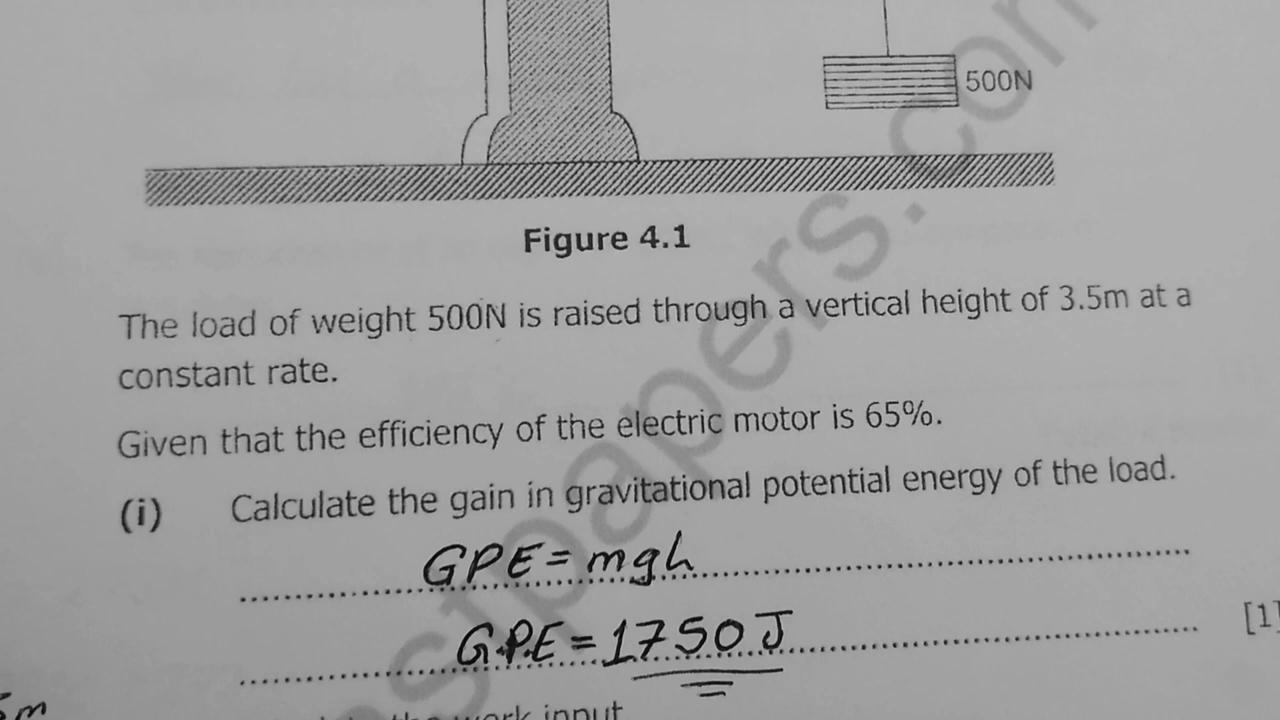 500N
Figure 4.1
The load of weight 500N is raised through a vertical height of 3.5m at a
constant rate.
Given that the efficiency of the electric motor is 65%.
(i) Calculate the gain in gravitational potential energy of the load.
GPE = mgh
G.P.E = 1750 J
[1]
work input